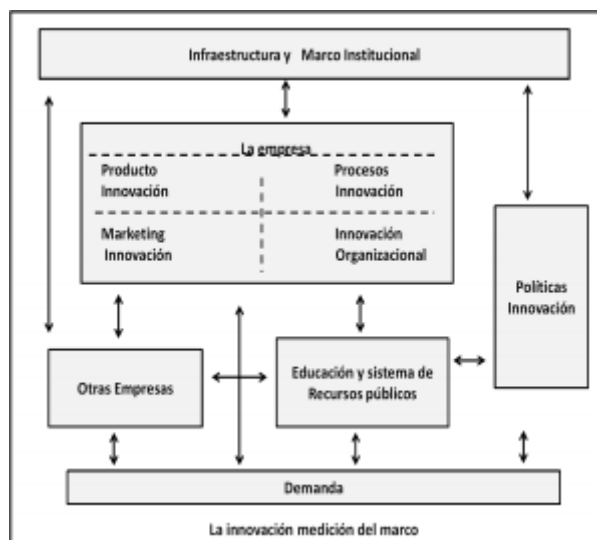 Infraestructura y Marco Institucional
La empresa
Producto
Innovación
Procesos
Innovación
Marketing
Innovación
Innovación
Organizacional
Políticas
Innovación
Otras Empresas
Educación y sistema de
Recursos públicos
Demanda
La innovación medición del marco